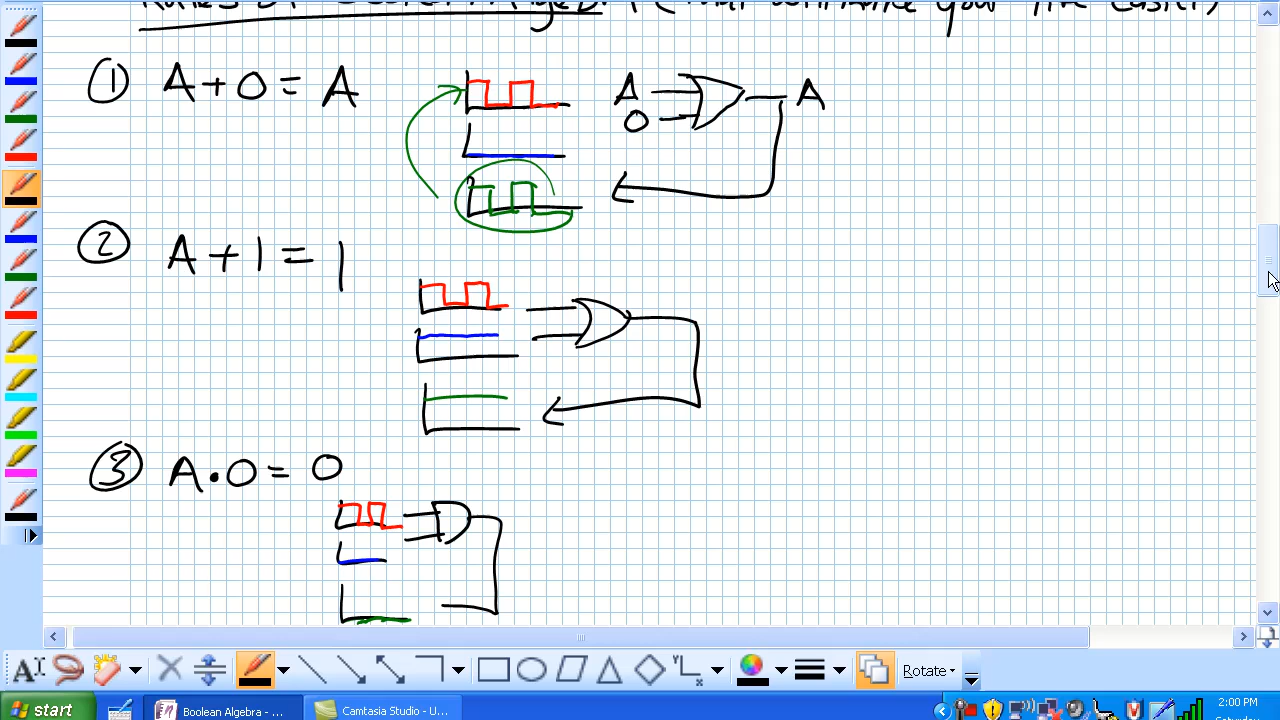 ① A + 0 = A
A
0
A
② A + 1 = 1
③ A • 0 = 0
Rotate
start
Boolean Algebra - ...
Camtasia Studio - U...
2:00 PM